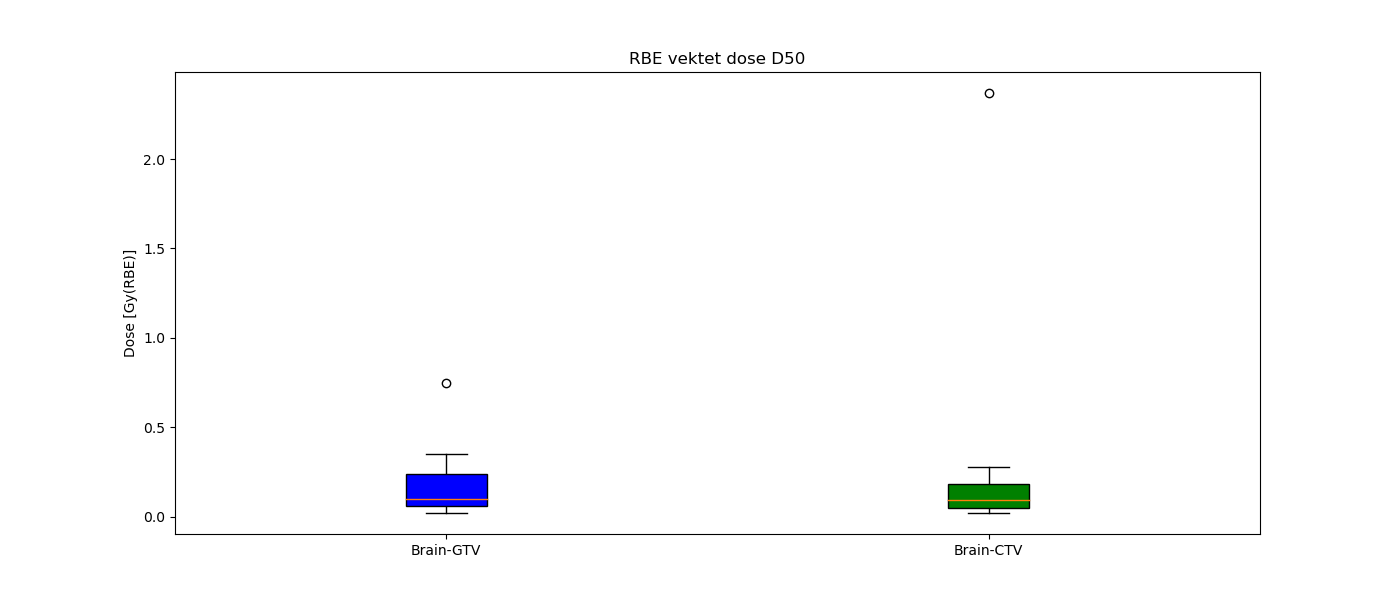 RBE vektet dose D50
Dose [Gy(RBE)]
2.0
1.5
1.0
0.5
0.0
Brain-GTV
Brain-CTV